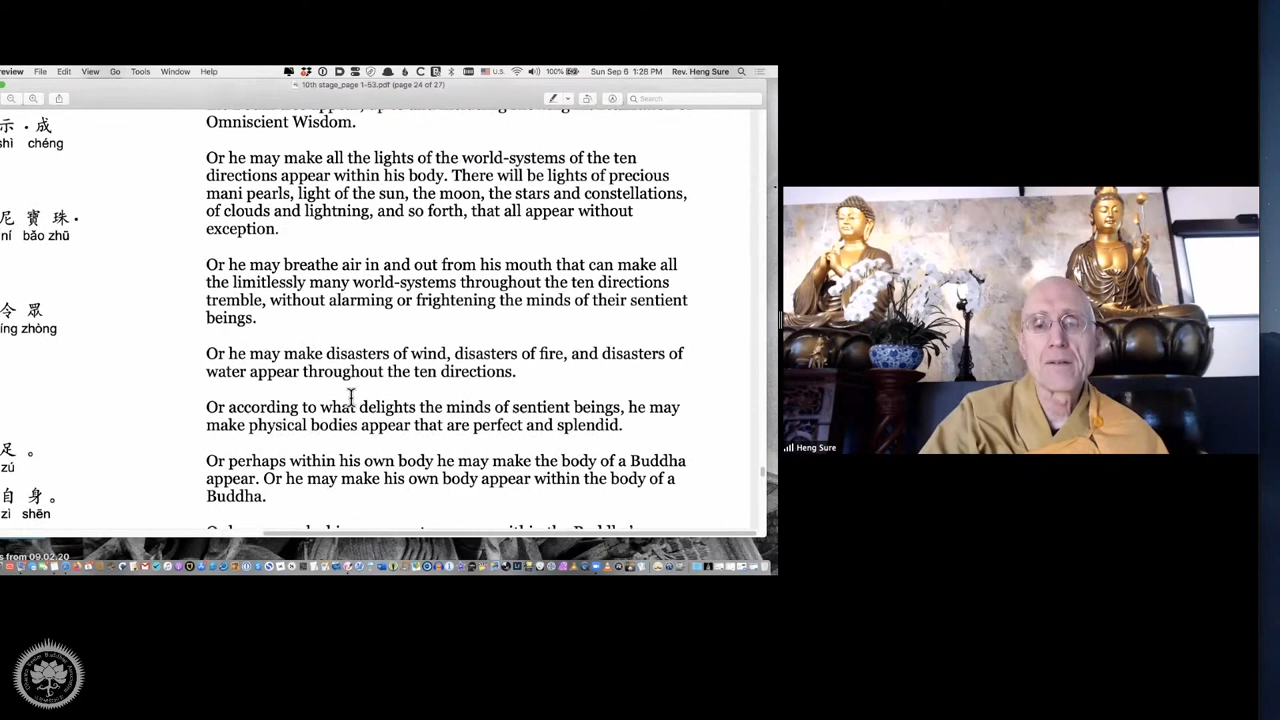 review File Edit View Go Tools Window Help U.S. 100% Sun Sep 6 1:28 PM Rev. Heng Sure
10th stage_page 1-53.pdf (page 24 of 27)
Search
示·成
shì chéng
尼 寶 珠·
ní bǎo zhū
令 眾
íng zhòng
足 。
zú
自 身。
zì shēn
Omniscient Wisdom.
Or he may make all the lights of the world-systems of the ten
directions appear within his body. There will be lights of precious
mani pearls, light of the sun, the moon, the stars and constellations,
of clouds and lightning, and so forth, that all appear without
exception.
Or he may breathe air in and out from his mouth that can make all
the limitlessly many world-systems throughout the ten directions
tremble, without alarming or frightening the minds of their sentient
beings.
Or he may make disasters of wind, disasters of fire, and disasters of
water appear throughout the ten directions.
Or according to what delights the minds of sentient beings, he may
make physical bodies appear that are perfect and splendid.
Or perhaps within his own body he may make the body of a Buddha
appear. Or he may make his own body appear within the body of a
Buddha.
s from 09.02.20
Heng Sure